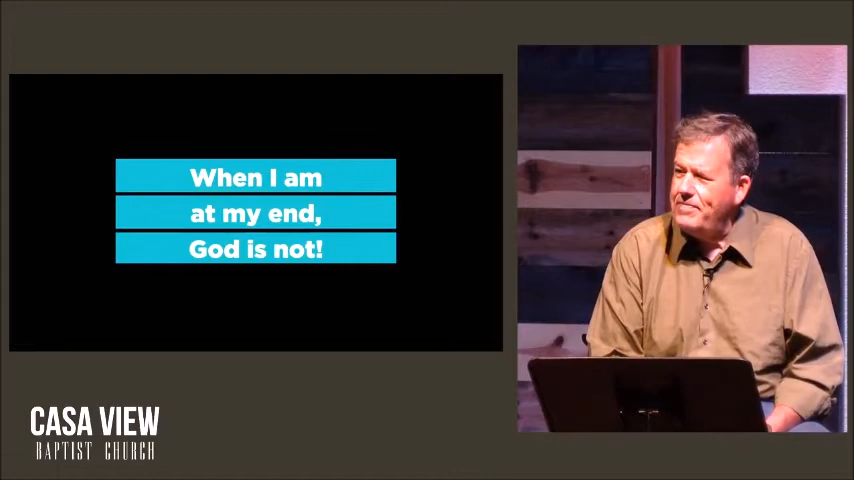 When I am
at my end,
God is not!
CASA VIEW
BAPTIST CHURCH